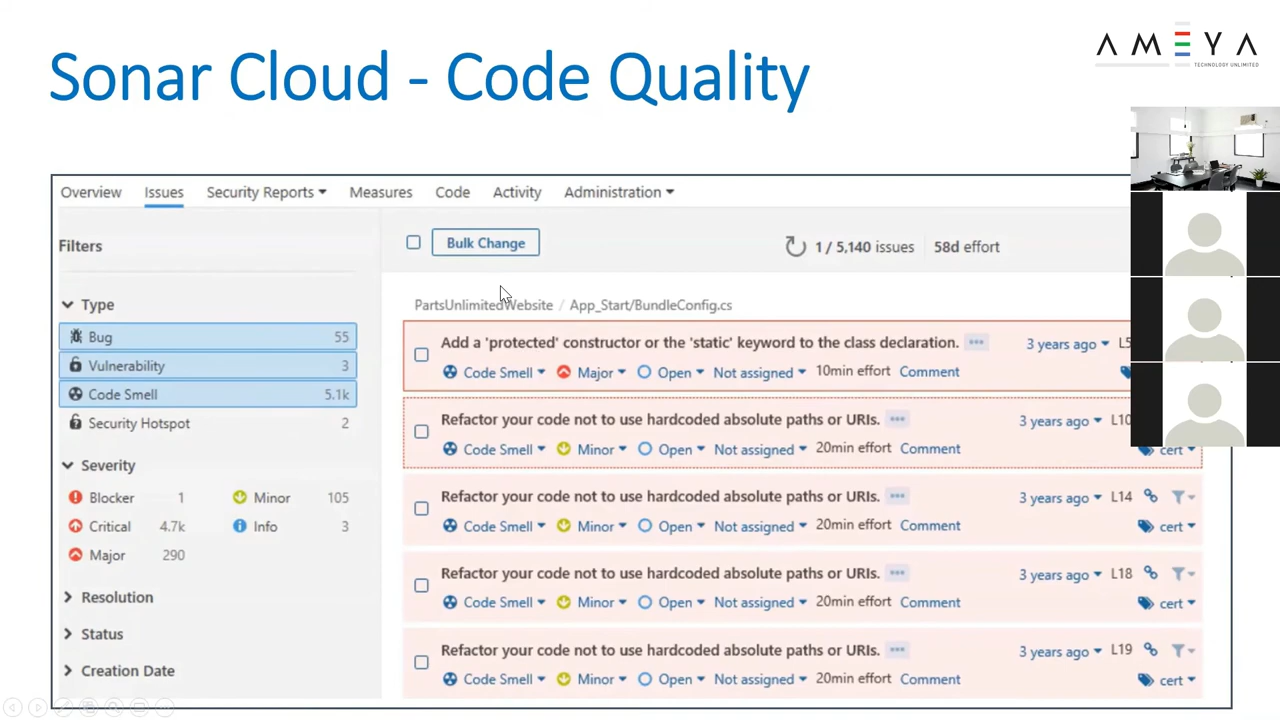 Sonar Cloud - Code Quality
AMEYA
TECHNOLOGY UNLIMITED
Overview Issues Security Reports Measures Code Activity Administration
Filters
Bulk Change 1 / 5,140 issues 58d effort
PartsUnlimitedWebsite / App_Start/BundleConfig.cs
Type
Bug 55
Vulnerability 3
Code Smell 5.1k
Security Hotspot 2
Severity
Blocker 1 Minor 105
Critical 4.7k Info 3
Major 290
Resolution
Status
Creation Date
Add a 'protected' constructor or the 'static' keyword to the class declaration. 3 years ago
Code Smell Major Open Not assigned 10min effort Comment
Refactor your code not to use hardcoded absolute paths or URIs. 3 years ago L10
Code Smell Minor Open Not assigned 20min effort Comment cert
Refactor your code not to use hardcoded absolute paths or URIs. 3 years ago L14
Code Smell Minor Open Not assigned 20min effort Comment cert
Refactor your code not to use hardcoded absolute paths or URIs. 3 years ago L18
Code Smell Minor Open Not assigned 20min effort Comment cert
Refactor your code not to use hardcoded absolute paths or URIs. 3 years ago L19
Code Smell Minor Open Not assigned 20min effort Comment cert